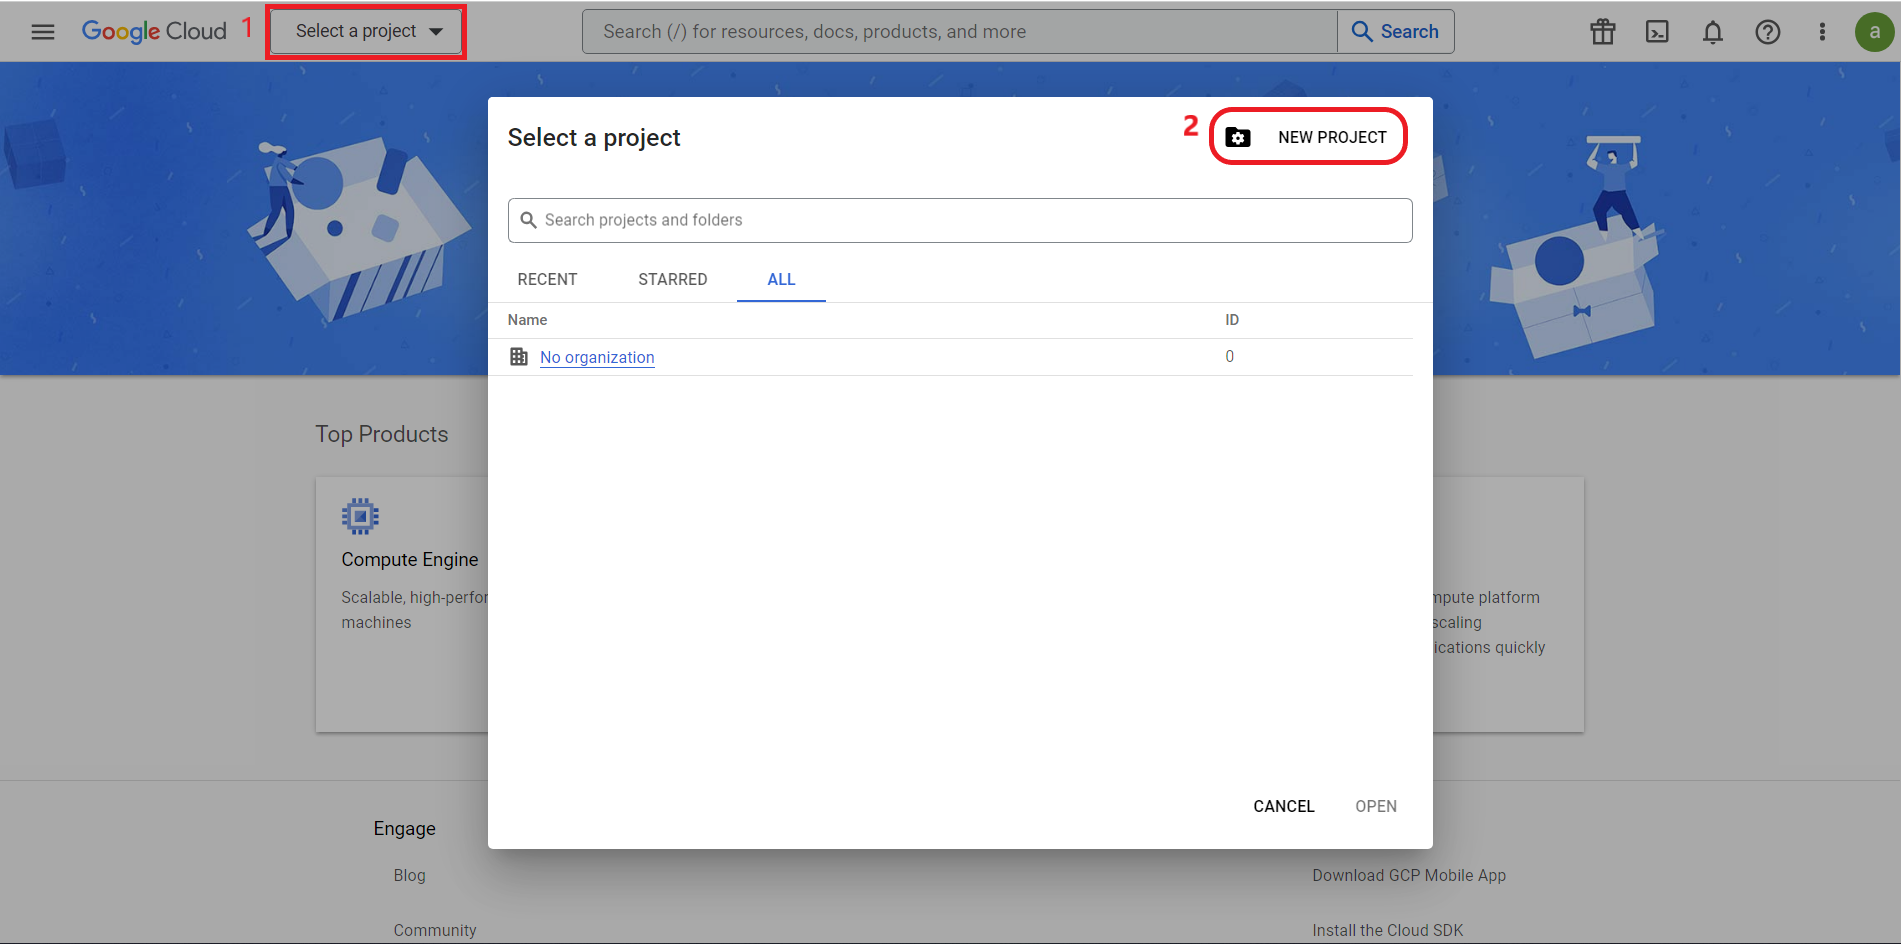 Google Cloud 1 Select a project Search (/) for resources, docs, products, and more Search a
Select a project 2 NEW PROJECT
Search projects and folders
RECENT STARRED ALL
Name ID
No organization 0
Top Products
Compute Engine
Scalable, high-perfor mpute platform
machines scaling
ications quickly
CANCEL OPEN
Engage
Blog Download GCP Mobile App
Community Install the Cloud SDK